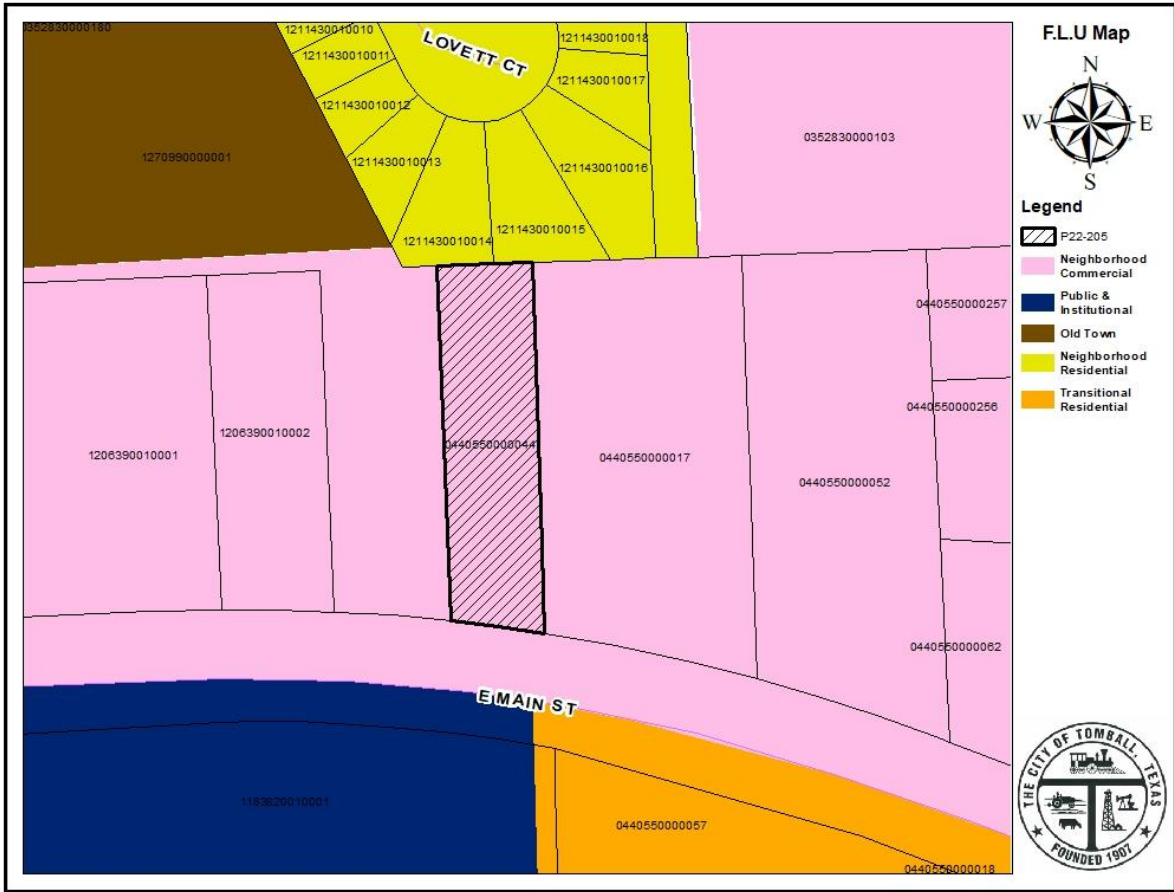 0352830000180
1211430010010
LOVETT CT
1211430010018
1211430010011
1211430010017
1211430010012
0352830000103
1270990000001
1211430010013
1211430010016
1211430010014
1211430010015
0440550000257
0440550000256
1206390010001
1206390010002
0440550000044
0440550000017
0440550000052
0440550000062
E MAIN ST
1183820010001
0440550000057
0440550000018
F.L.U Map
N
W
E
S
Legend
P22-205
Neighborhood
Commercial
Public &
Institutional
Old Town
Neighborhood
Residential
Transitional
Residential
THE CITY OF TOMBALL, TEXAS
FOUNDED 1907